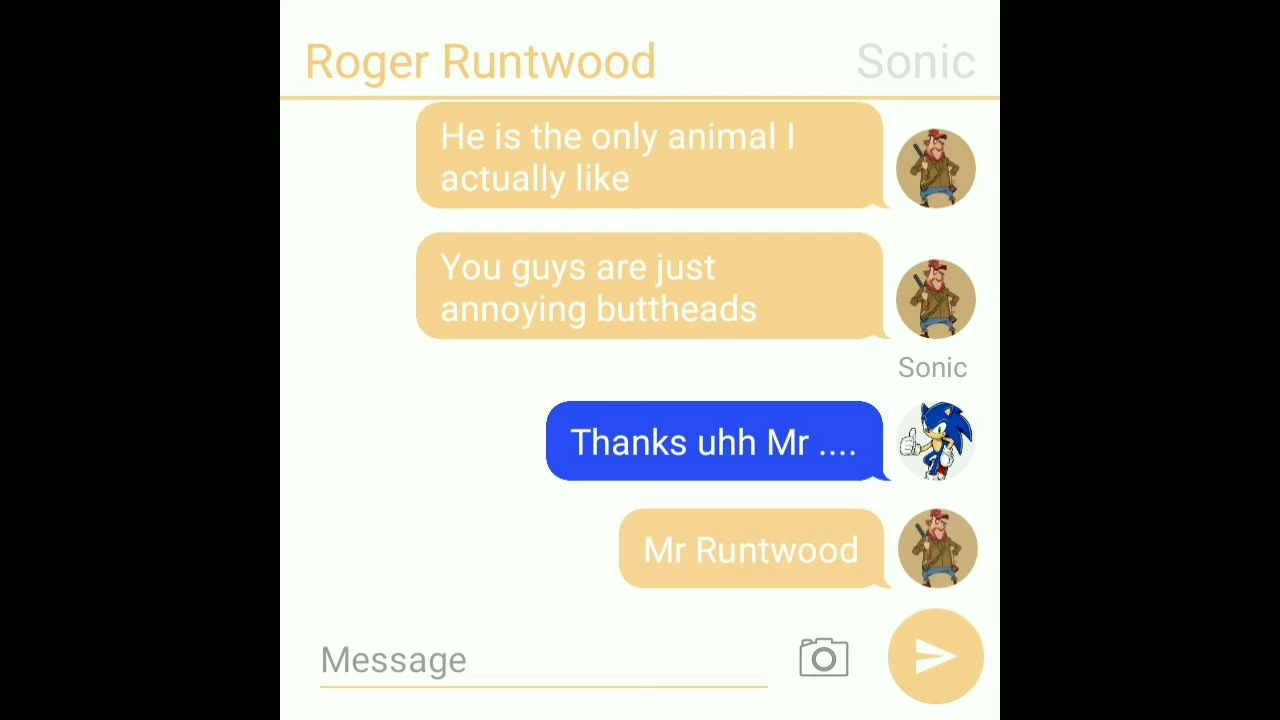 Roger Runtwood Sonic
He is the only animal I
actually like
You guys are just
annoying buttheads
Sonic
Thanks uhh Mr ....
Mr Runtwood
Message